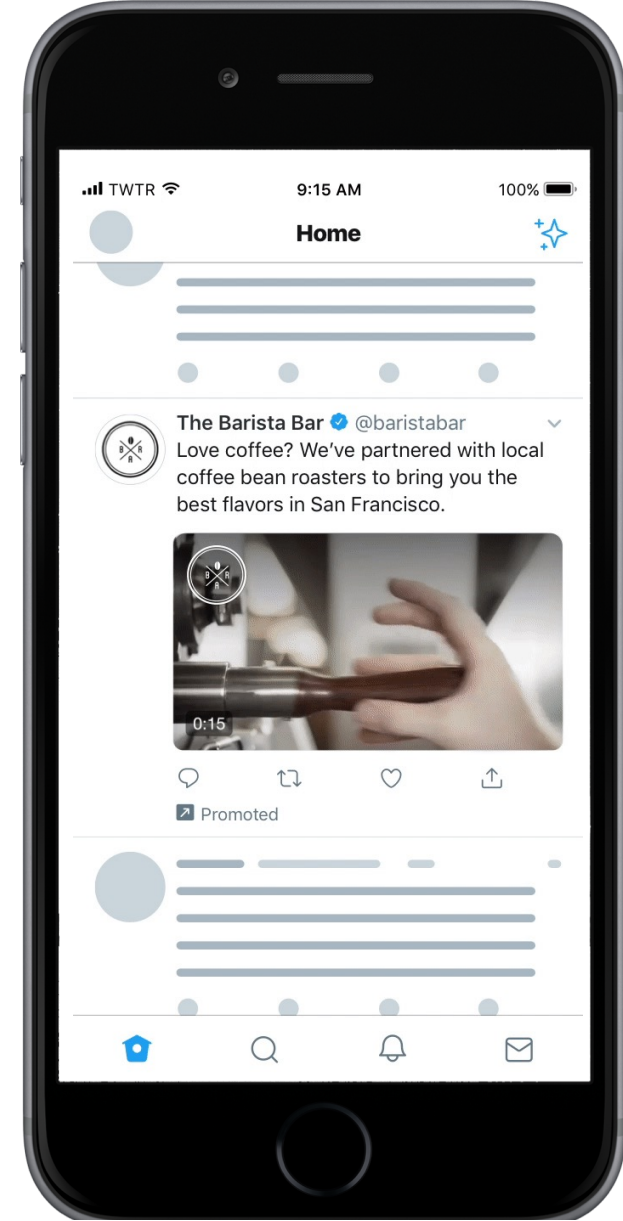 TWTR 9:15 AM 100%
Home
The Barista Bar @baristabar
Love coffee? We’ve partnered with local
coffee bean roasters to bring you the
best flavors in San Francisco.
B R
R
B R
R
0:15
Promoted